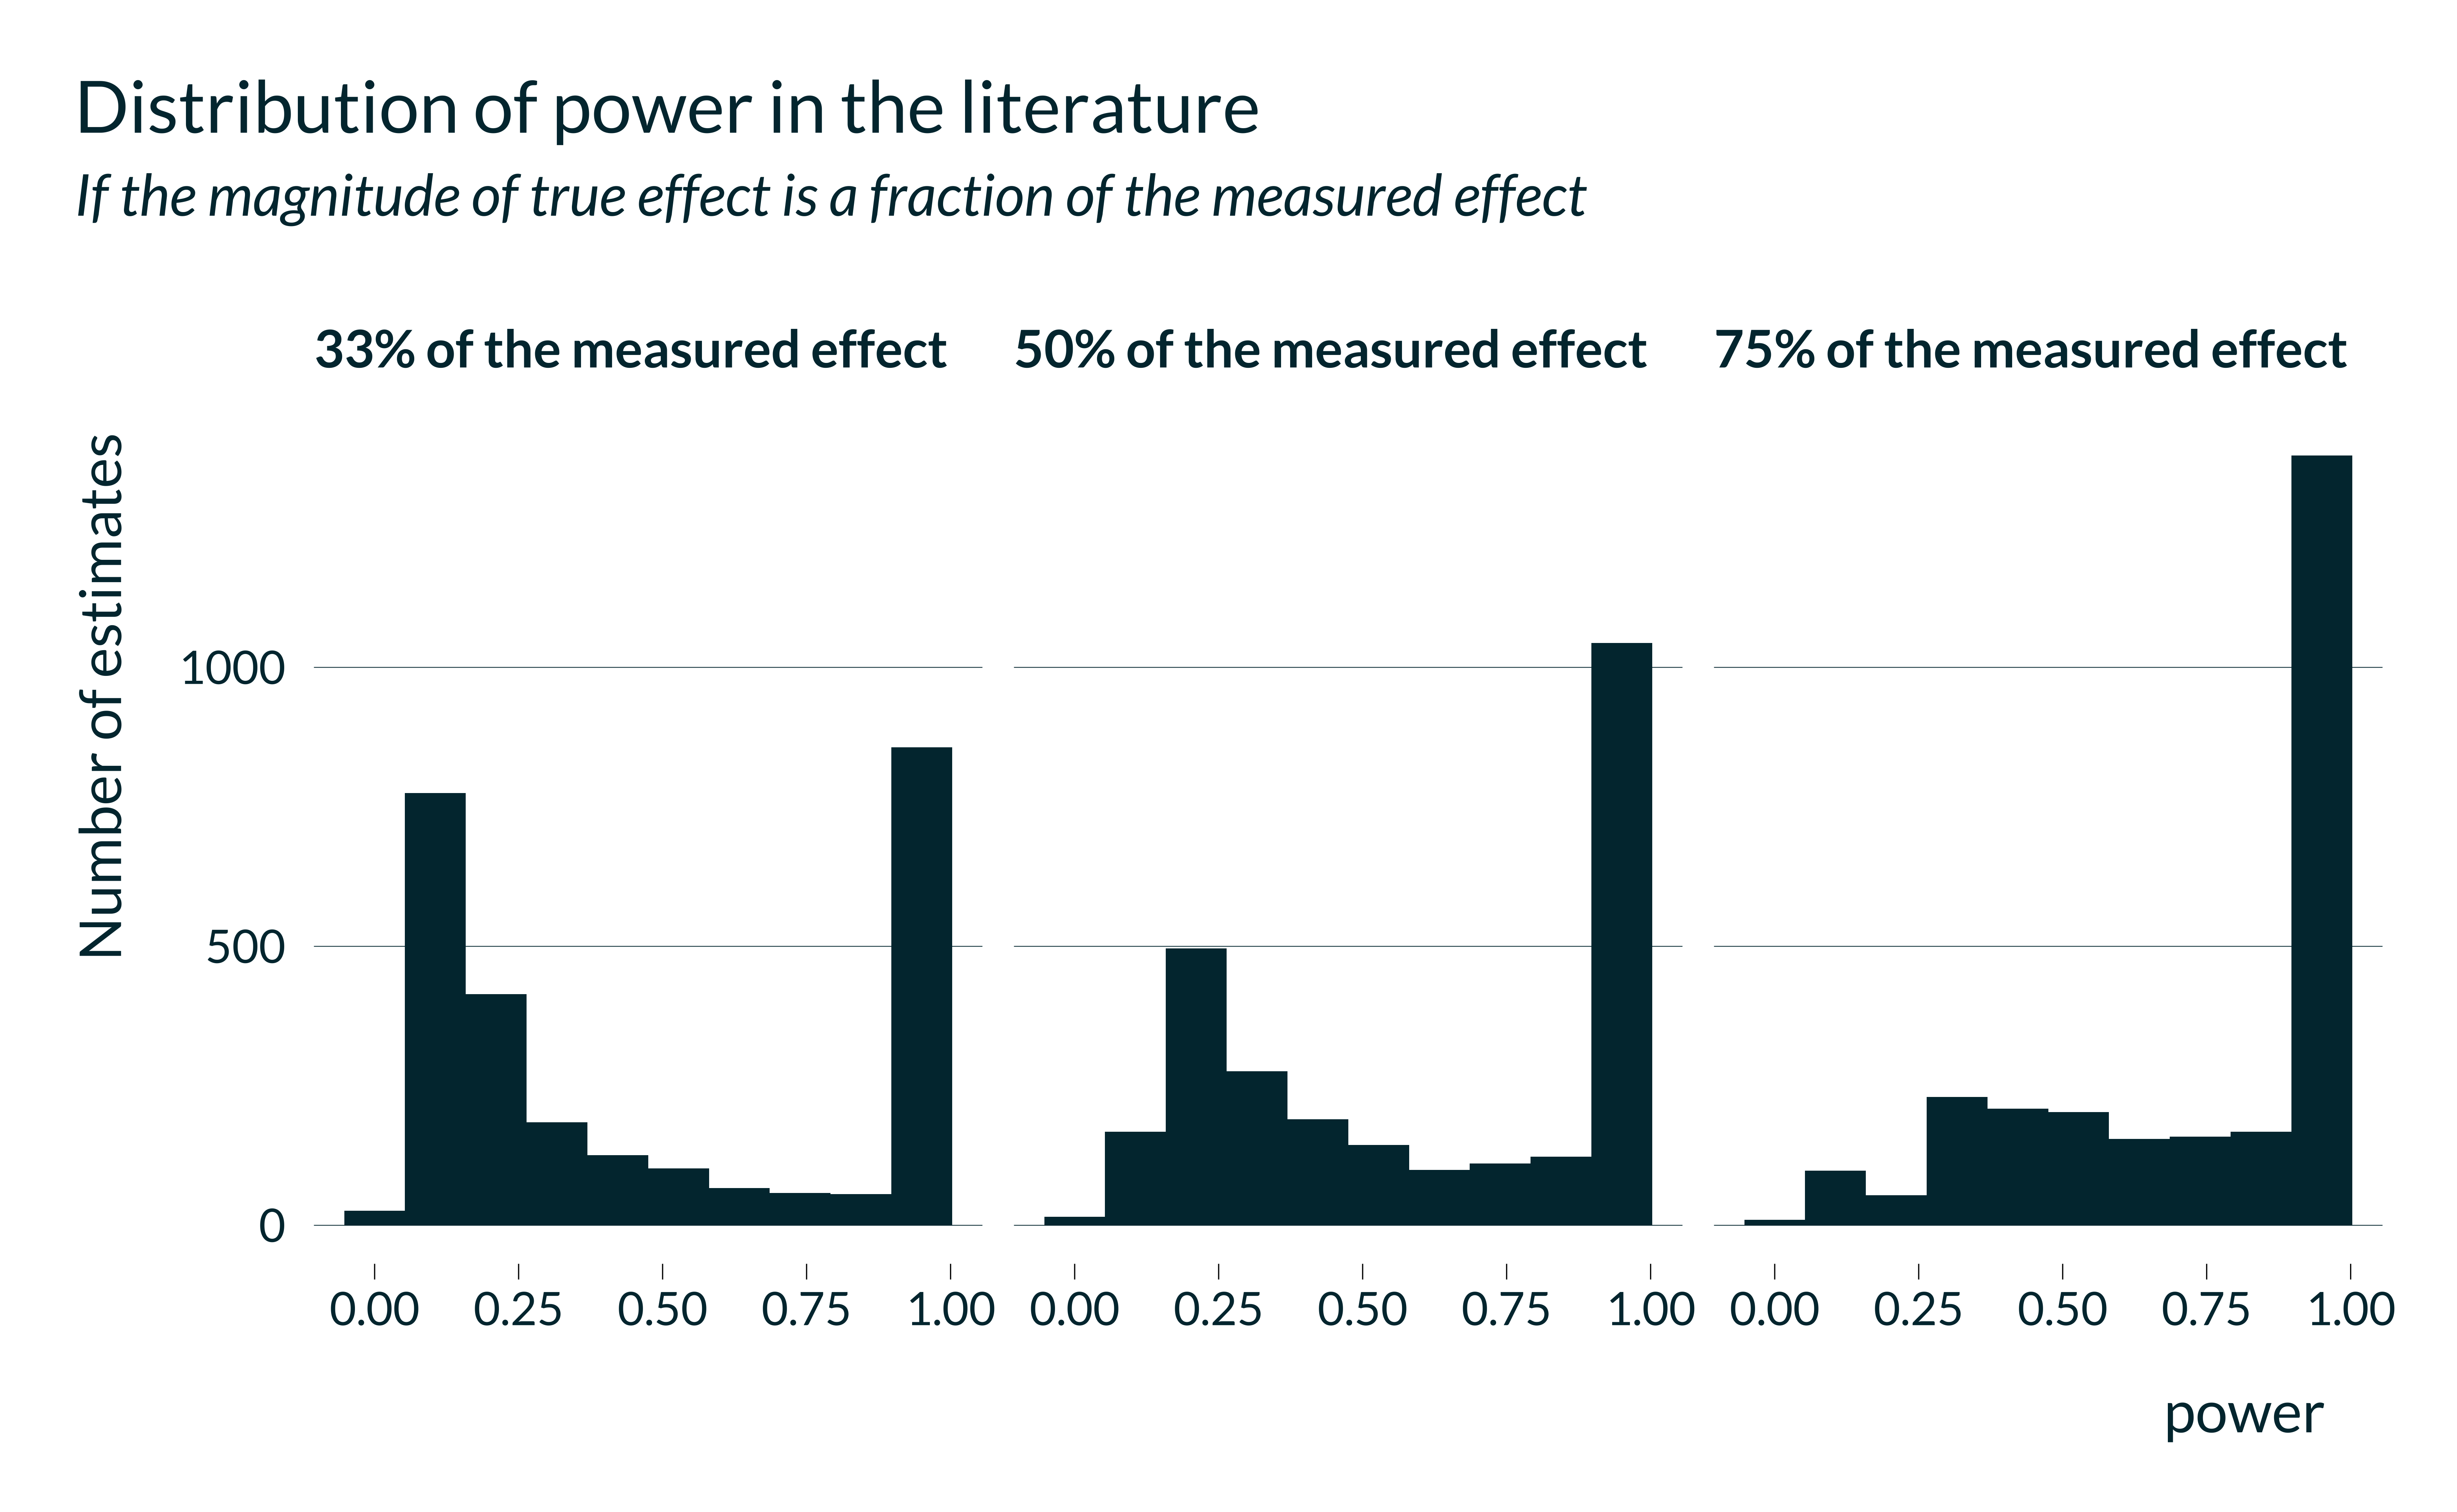 Distribution of power in the literature
If the magnitude of true effect is a fraction of the measured effect
33% of the measured effect
50% of the measured effect
75% of the measured effect
Number of estimates
1000
500
0
0.00 0.25 0.50 0.75 1.00
0.00 0.25 0.50 0.75 1.00
0.00 0.25 0.50 0.75 1.00
power